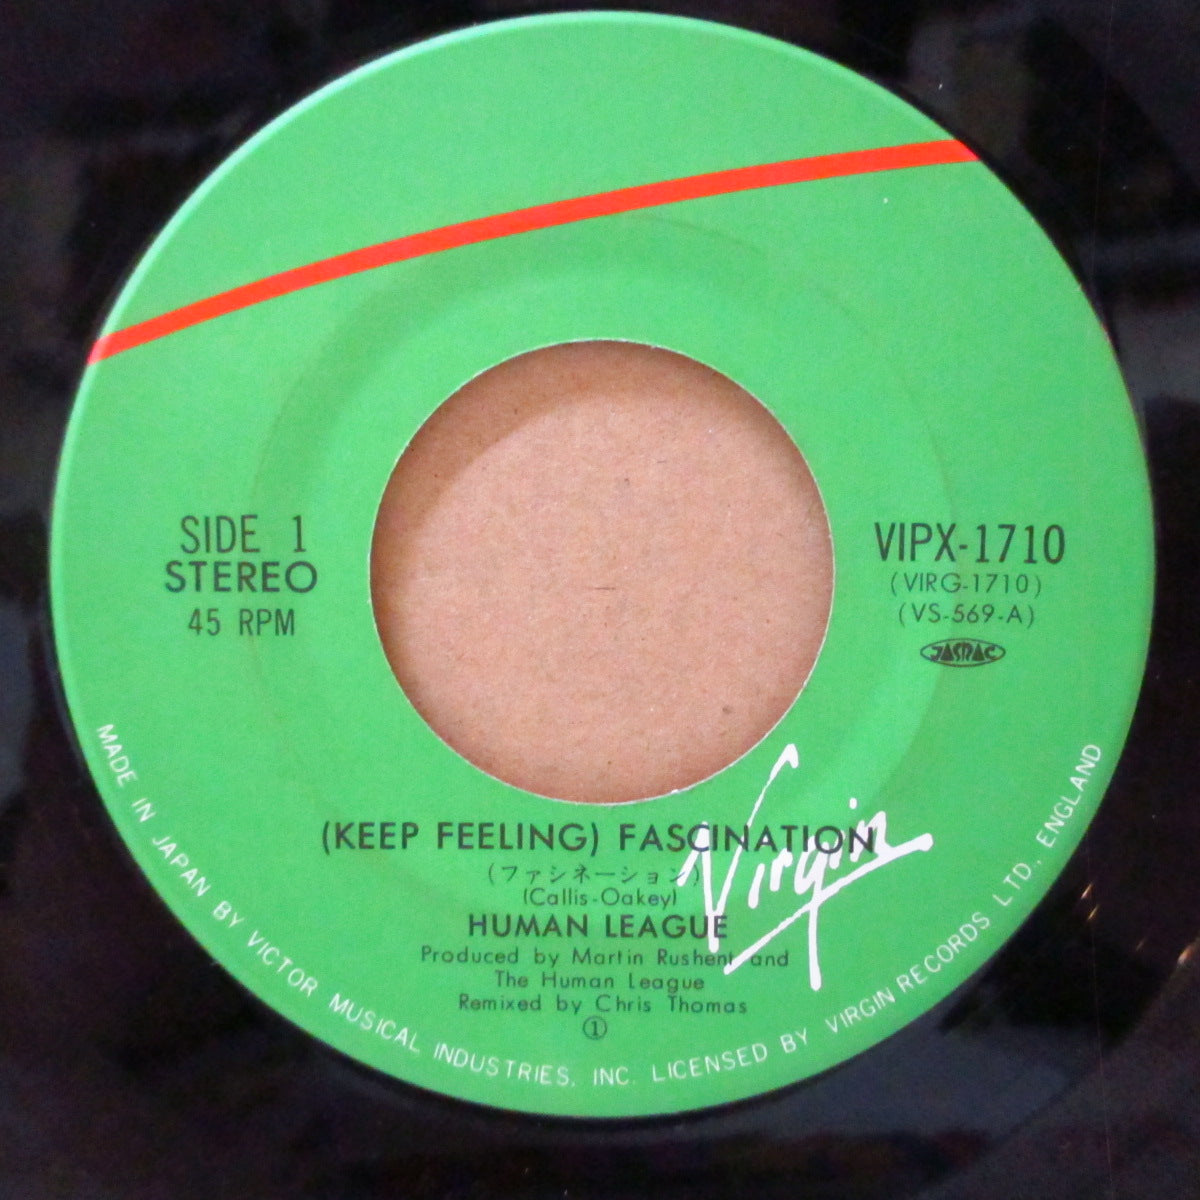 SIDE 1
STEREO
45 RPM
VIPX-1710
(VIRG-1710)
(VS-569-A)
JASRAC
(KEEP FEELING) FASCINATION
(ファシネーション)
(Callis-Oakey)
HUMAN LEAGUE
Produced by Martin Rushent and
The Human League
Remixed by Chris Thomas
①
Virgin
MADE IN JAPAN BY VICTOR MUSICAL INDUSTRIES, INC. LICENSED BY VIRGIN RECORDS LTD., ENGLAND